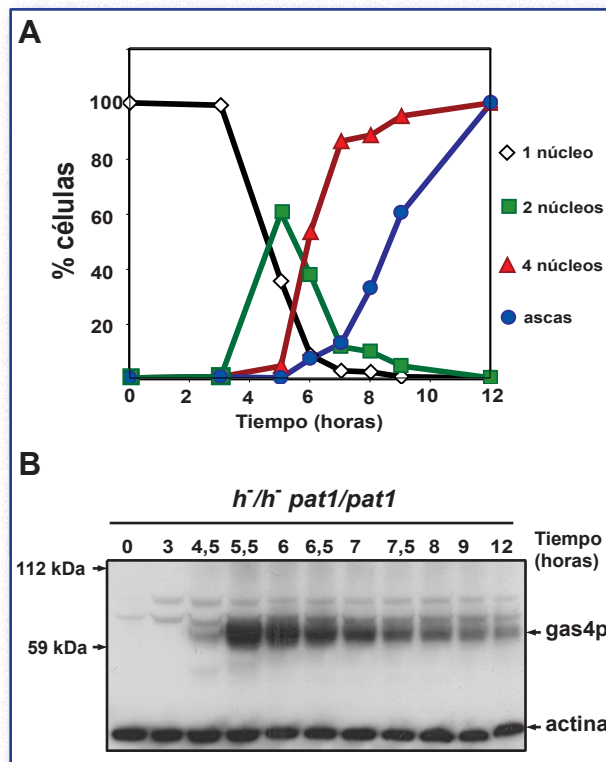 A
% células
100
80
60
40
20
0
2
4
6
8
10
12
Tiempo (horas)
1 núcleo
2 núcleos
4 núcleos
ascas
B
h-/h- pat1/pat1
0 3 4,5 5,5 6 6,5 7 7,5 8 9 12
Tiempo
(horas)
112 kDa
59 kDa
gas4p
actina